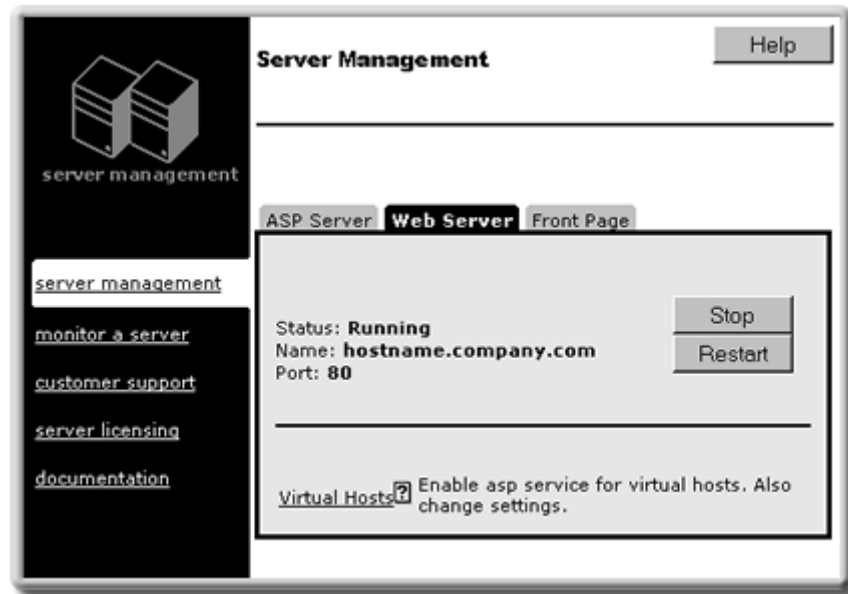 Server Management
Help
server management
ASP Server Web Server Front Page
server management
monitor a server
customer support
server licensing
documentation
Status: Running
Name: hostname.company.com
Port: 80
Stop
Restart
Virtual Hosts? Enable asp service for virtual hosts. Also
change settings.